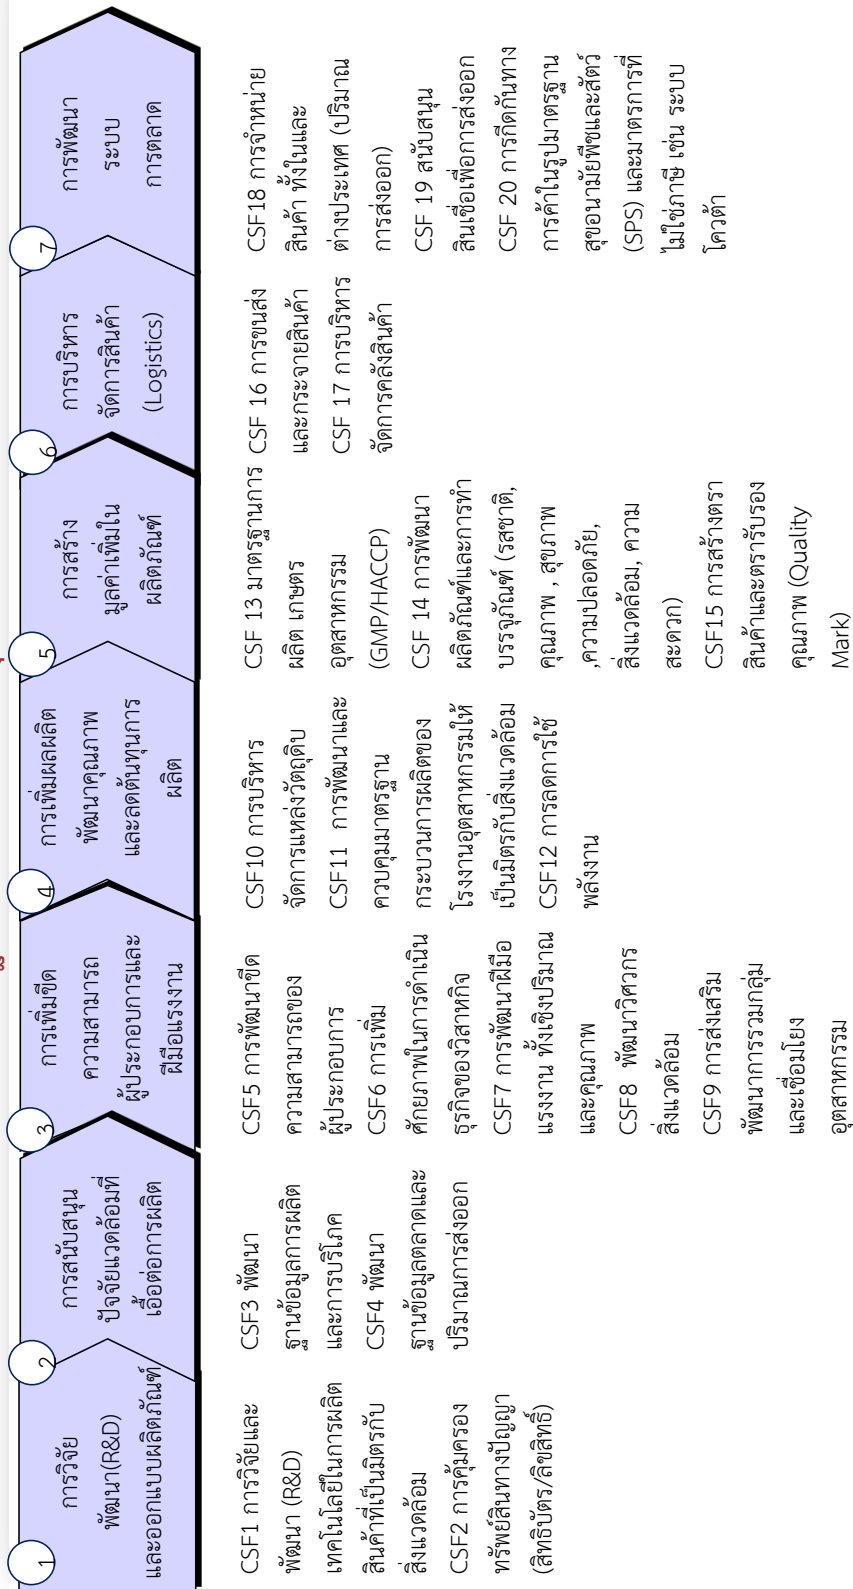 1
การวิจัย
พัฒนา(R&D)
และออกแบบผลิตภัณฑ์
2
การสนับสนุน
ปัจจัยแวดล้อมที่
เอื้อต่อการผลิต
3
การเพิ่มขีด
ความสามารถ
ผู้ประกอบการและ
ฝีมือแรงงาน
4
การเพิ่มผลผลิต
พัฒนาคุณภาพ
และลดต้นทุนการ
ผลิต
5
การสร้าง
มูลค่าเพิ่มใน
ผลิตภัณฑ์
6
การบริหาร
จัดการสินค้า
(Logistics)
7
การพัฒนา
ระบบ
การตลาด
CSF1 การวิจัยและ
พัฒนา (R&D)
เทคโนโลยีในการผลิต
สินค้าที่เป็นมิตรกับ
สิ่งแวดล้อม
CSF2 การคุ้มครอง
ทรัพย์สินทางปัญญา
(สิทธิบัตร/ลิขสิทธิ์)
CSF3 พัฒนา
ฐานข้อมูลการผลิต
และการบริโภค
CSF4 พัฒนา
ฐานข้อมูลตลาดและ
ปริมาณการส่งออก
CSF5 การพัฒนาขีด
ความสามารถของ
ผู้ประกอบการ
CSF6 การเพิ่ม
ศักยภาพในการดำเนิน
ธุรกิจของวิสาหกิจ
CSF7 การพัฒนาฝีมือ
แรงงาน ทั้งเชิงปริมาณ
และคุณภาพ
CSF8 พัฒนาวิศวกร
สิ่งแวดล้อม
CSF9 การส่งเสริม
พัฒนาการรวมกลุ่ม
และเชื่อมโยง
อุตสาหกรรม
CSF10 การบริหาร
จัดการแหล่งวัตถุดิบ
CSF11 การพัฒนาและ
ควบคุมมาตรฐาน
กระบวนการผลิตของ
โรงงานอุตสาหกรรมให้
เป็นมิตรกับสิ่งแวดล้อม
CSF12 การลดการใช้
พลังงาน
CSF 13 มาตรฐานการ
ผลิต เกษตร
อุตสาหกรรม
(GMP/HACCP)
CSF 14 การพัฒนา
ผลิตภัณฑ์และการทำ
บรรจุภัณฑ์ (รสชาติ,
คุณภาพ , สุขภาพ
,ความปลอดภัย,
สิ่งแวดล้อม, ความ
สะดวก)
CSF15 การสร้างตรา
สินค้าและตรารับรอง
คุณภาพ (Quality
Mark)
CSF 16 การขนส่ง
และกระจายสินค้า
CSF 17 การบริหาร
จัดการคลังสินค้า
CSF18 การจำหน่าย
สินค้า ทั้งในและ
ต่างประเทศ (ปริมาณ
การส่งออก)
CSF 19 สนับสนุน
สินเชื่อเพื่อการส่งออก
CSF 20 การกีดกันทาง
การค้าในรูปมาตรฐาน
สุขอนามัยพืชและสัตว์
(SPS) และมาตรการที่
ไม่ใช่ภาษี เช่น ระบบ
โควต้า